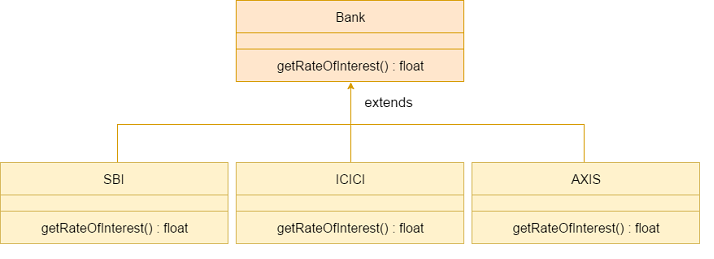 Bank
getRateOfInterest() : float
extends
SBI
ICICI
AXIS
getRateOfInterest() : float
getRateOfInterest() : float
getRateOfInterest() : float